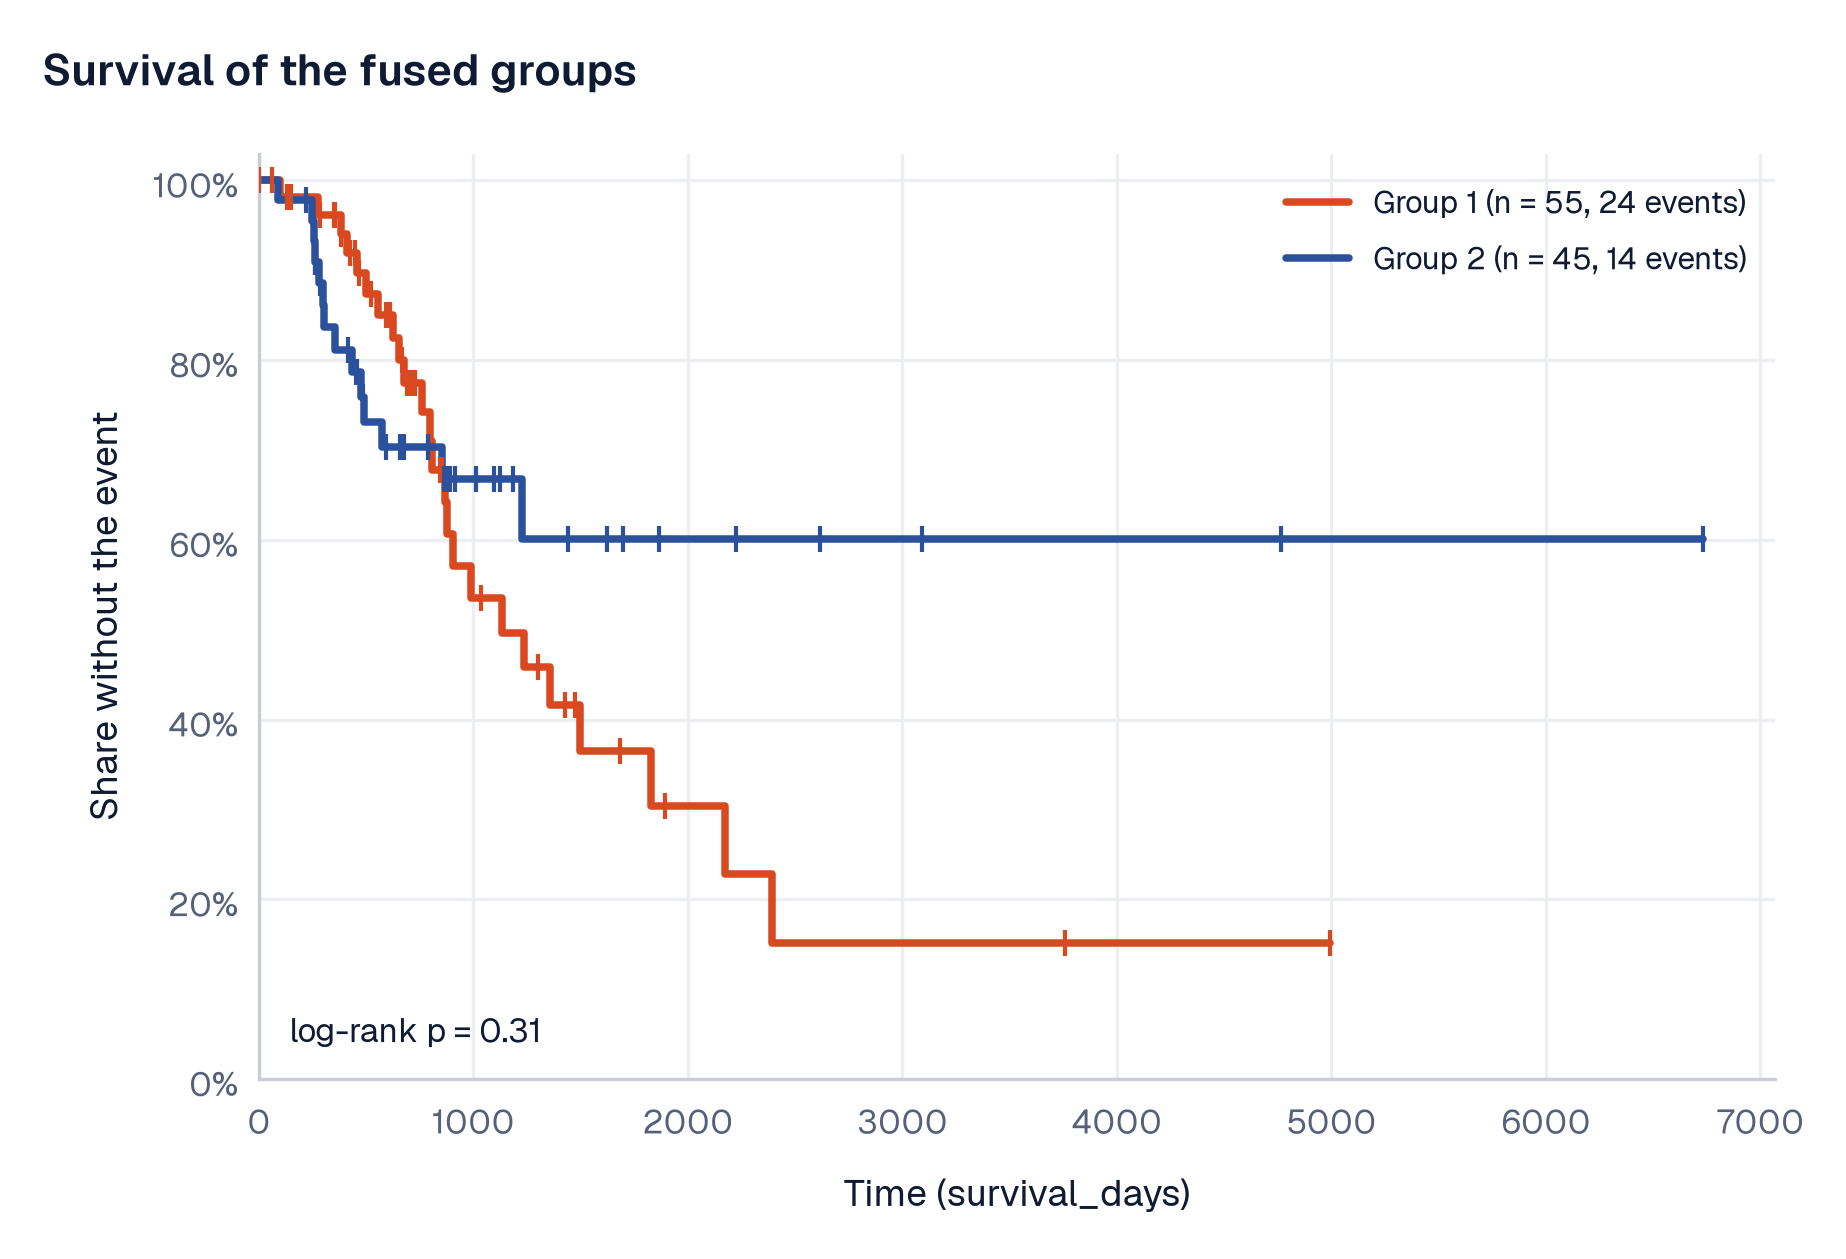 Survival of the fused groups
100%
80%
60%
40%
20%
0%
Share without the event
Group 1 (n = 55, 24 events)
Group 2 (n = 45, 14 events)
log-rank p = 0.31
0 1000 2000 3000 4000 5000 6000 7000
Time (survival_days)